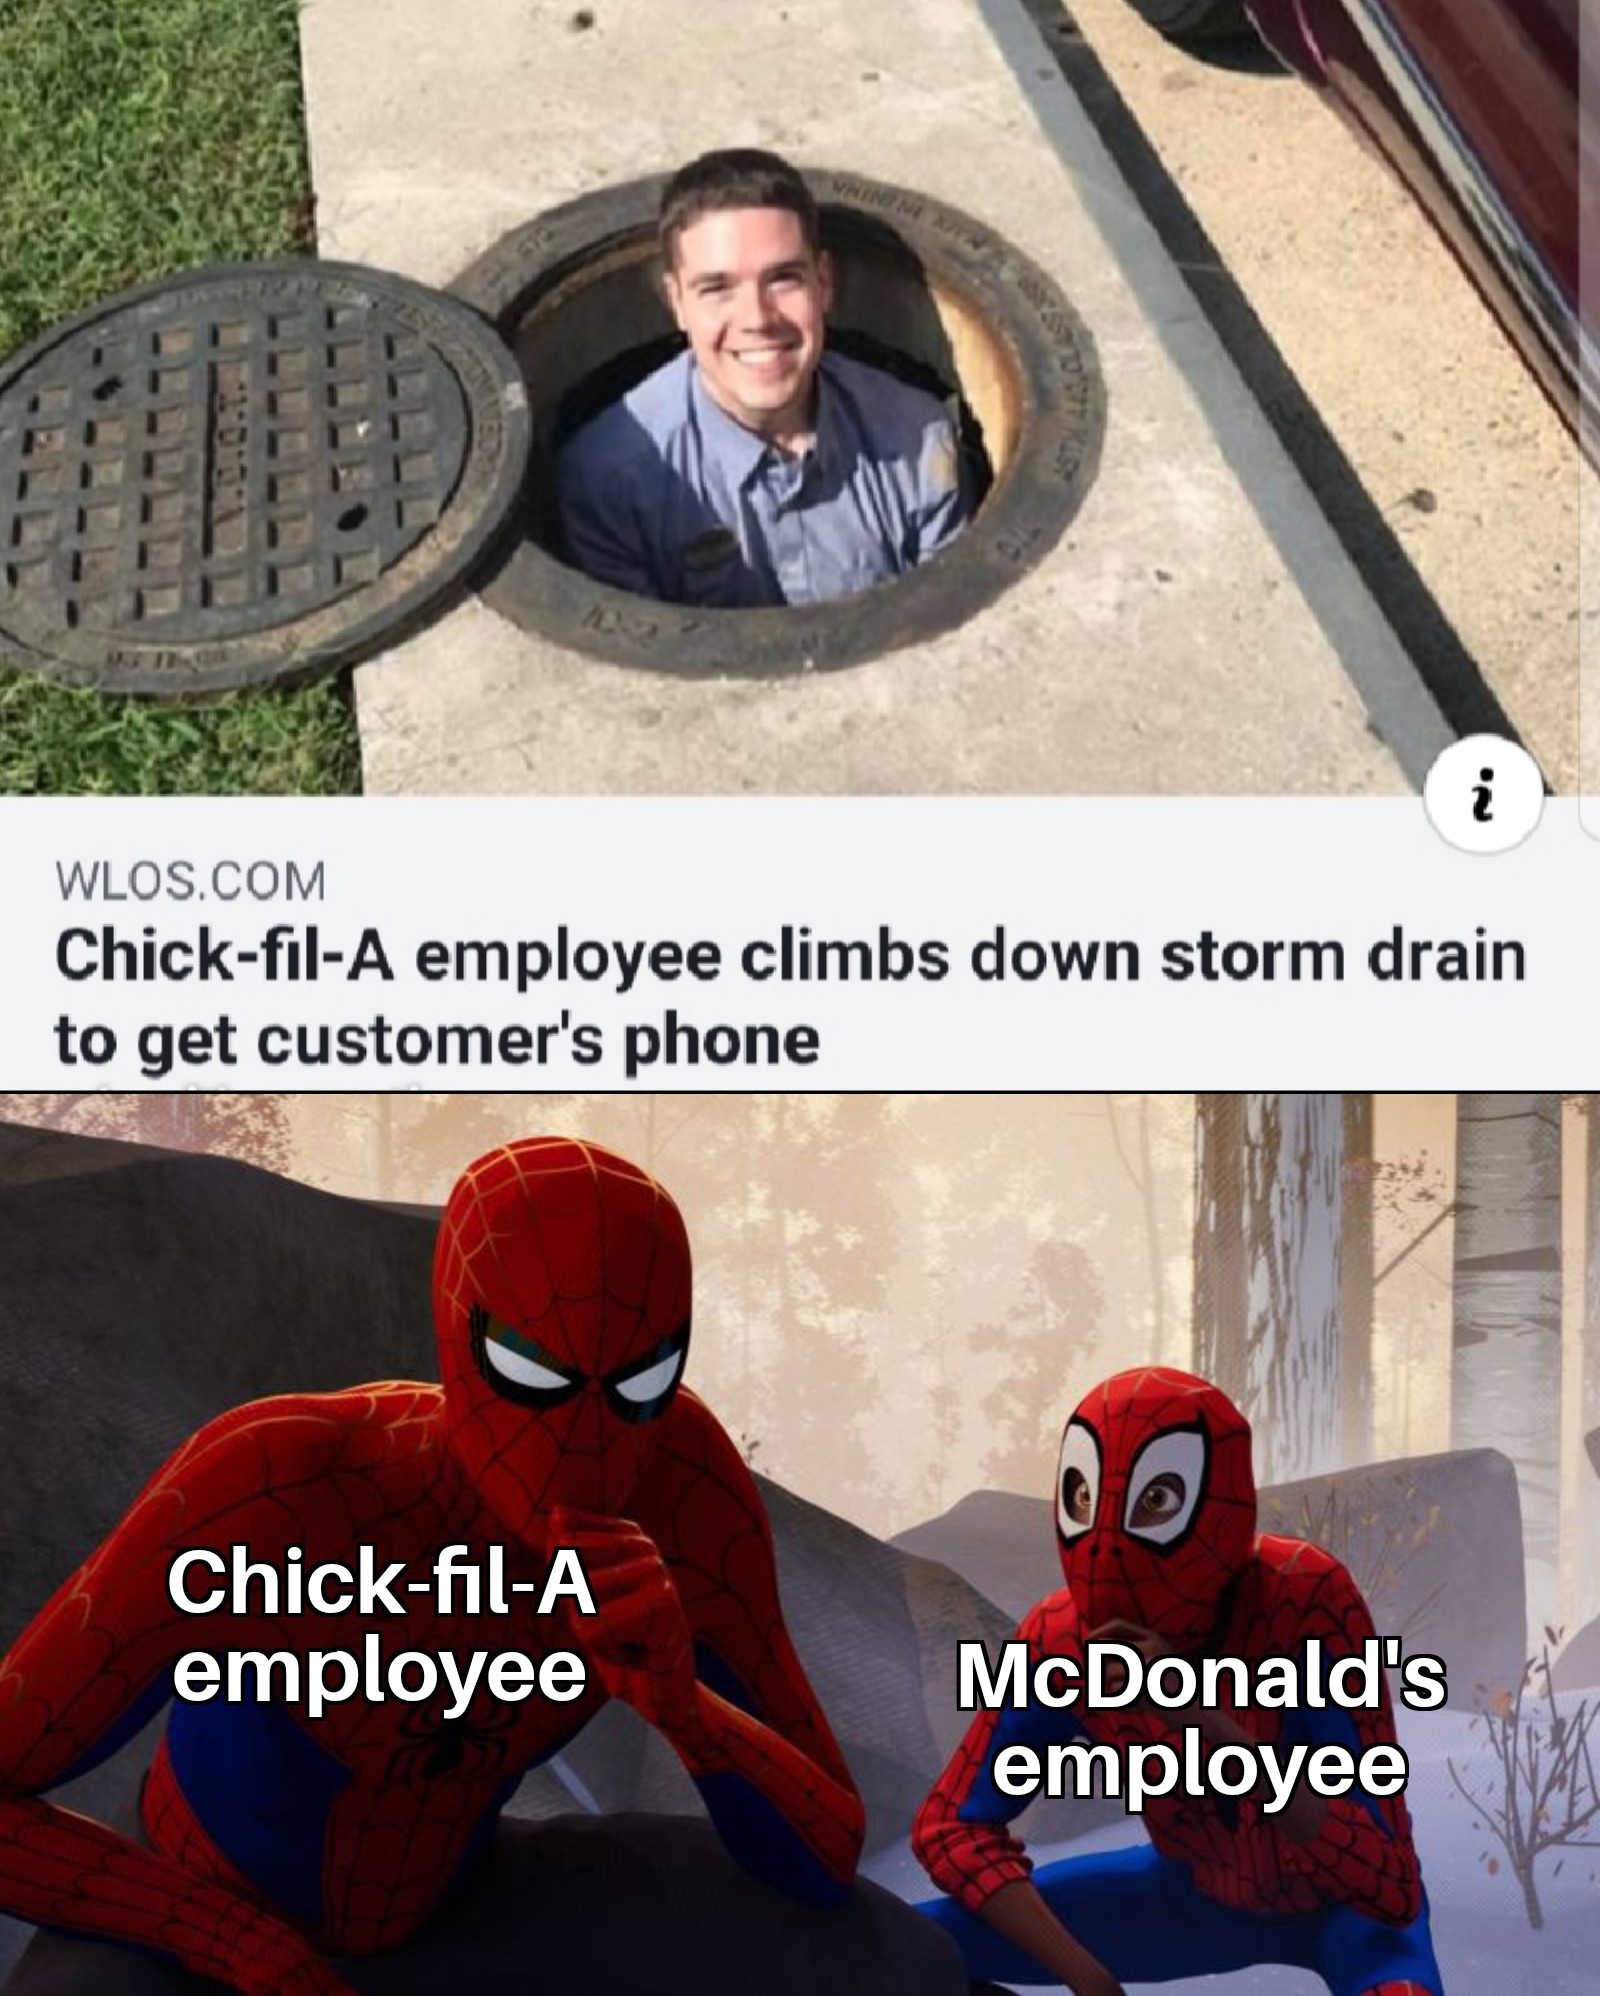 i
WLOS.COM
Chick-fil-A employee climbs down storm drain
to get customer's phone
Chick-fil-A
employee
McDonald's
employee